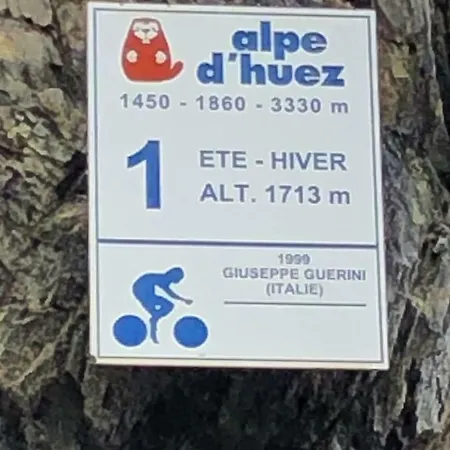 alpe
d'huez
1450 - 1860 - 3330 m
1
ETE - HIVER
ALT. 1713 m
1999
GIUSEPPE GUERINI
(ITALIE)